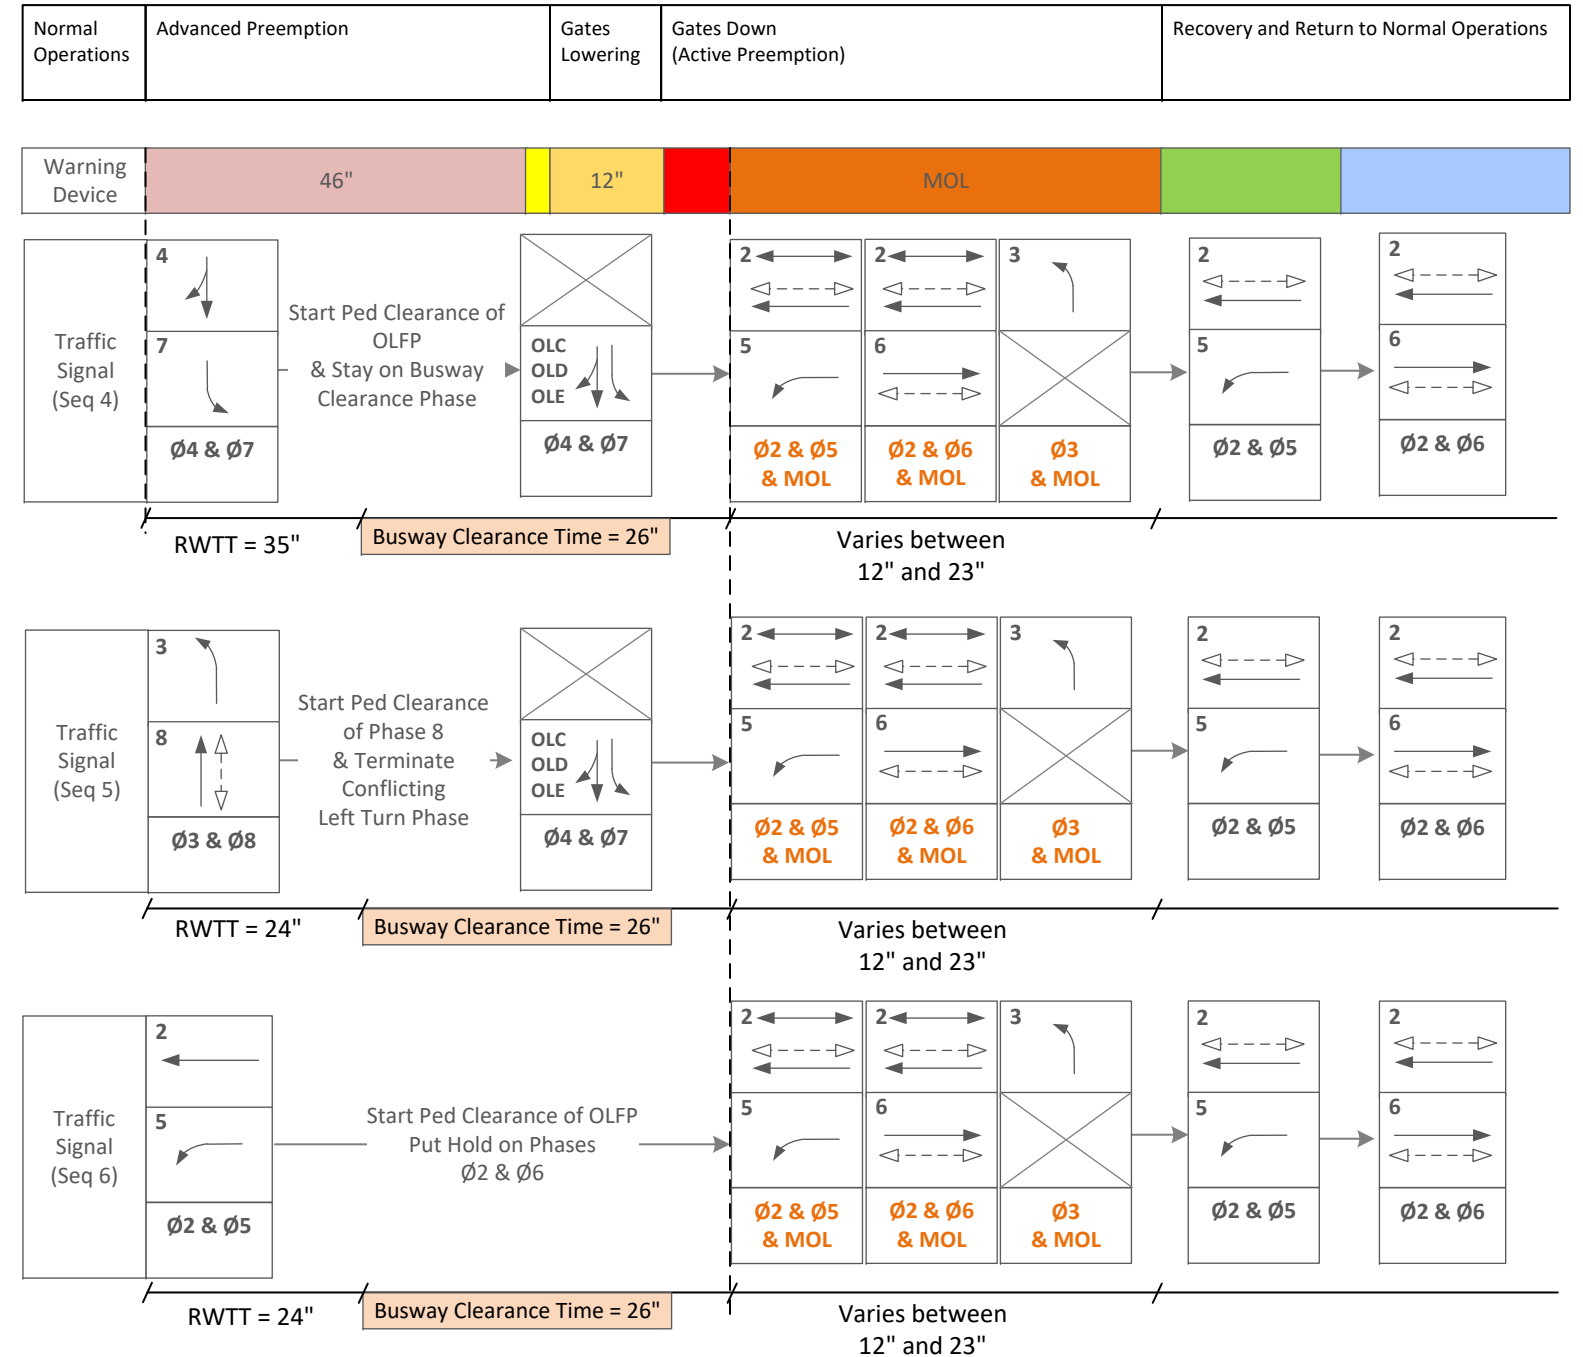 Normal
Operations
Advanced Preemption
Gates
Lowering
Gates Down
(Active Preemption)
Recovery and Return to Normal Operations
Warning
Device
46"
12"
MOL
Traffic
Signal
(Seq 4)
4
7
Ø4 & Ø7
Start Ped Clearance of
OLFP
& Stay on Busway
Clearance Phase
OLC
OLD
OLE
Ø4 & Ø7
2
5
Ø2 & Ø5
& MOL
2
6
Ø2 & Ø6
& MOL
3
Ø3
& MOL
2
5
Ø2 & Ø5
2
6
Ø2 & Ø6
RWTT = 35"
Busway Clearance Time = 26"
Varies between
12" and 23"
Traffic
Signal
(Seq 5)
3
8
Ø3 & Ø8
Start Ped Clearance
of Phase 8
& Terminate
Conflicting
Left Turn Phase
OLC
OLD
OLE
Ø4 & Ø7
2
5
Ø2 & Ø5
& MOL
2
6
Ø2 & Ø6
& MOL
3
Ø3
& MOL
2
5
Ø2 & Ø5
2
6
Ø2 & Ø6
RWTT = 24"
Busway Clearance Time = 26"
Varies between
12" and 23"
Traffic
Signal
(Seq 6)
2
5
Ø2 & Ø5
Start Ped Clearance of OLFP
Put Hold on Phases
Ø2 & Ø6
2
5
Ø2 & Ø5
& MOL
2
6
Ø2 & Ø6
& MOL
3
Ø3
& MOL
2
5
Ø2 & Ø5
2
6
Ø2 & Ø6
RWTT = 24"
Busway Clearance Time = 26"
Varies between
12" and 23"